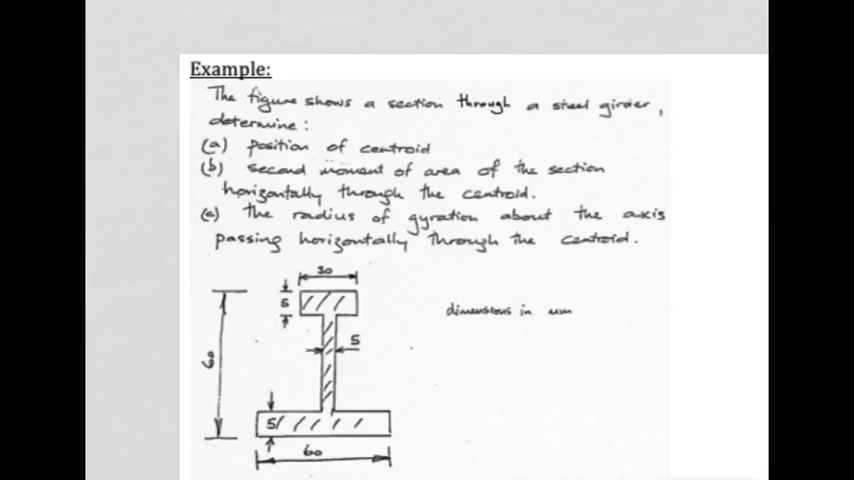 Example:
The figure shows a section through a steel girder,
determine:
(a) position of centroid
(b) second moment of area of the section
horizontally through the centroid.
(c) the radius of gyration about the axis
passing horizontally through the centroid.
30
5
dimensions in mm
5
60
5
60